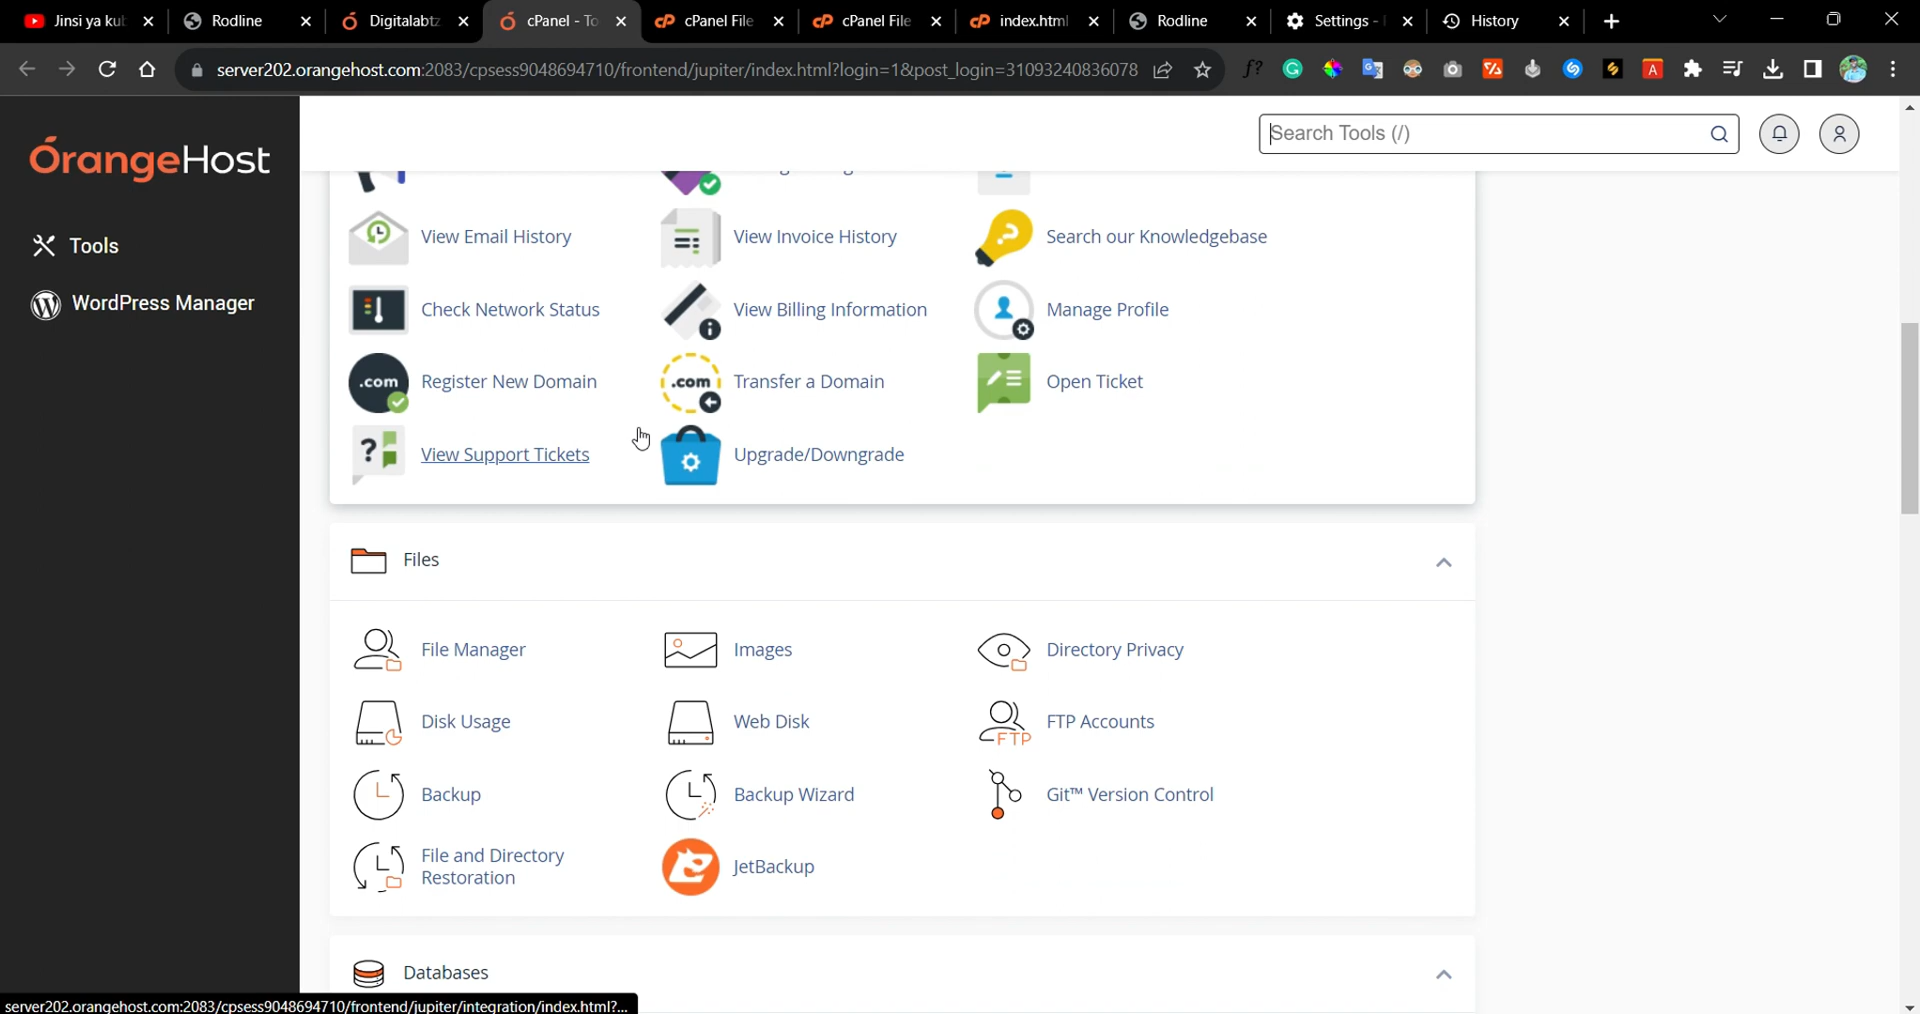 Jinsi ya kul
Rodline
Digitalabtz
cPanel - To
cPanel File
cPanel File
index.html
Rodline
Settings -
History
server202.orangehost.com:2083/cpsess9048694710/frontend/jupiter/index.html?login=1&post_login=31093240836078
OrangeHost
Search Tools (/)
Tools
WordPress Manager
View Email History
View Invoice History
Search our Knowledgebase
Check Network Status
View Billing Information
Manage Profile
.com
Register New Domain
.com
Transfer a Domain
Open Ticket
View Support Tickets
Upgrade/Downgrade
Files
File Manager
Images
Directory Privacy
Disk Usage
Web Disk
FTP
FTP Accounts
Backup
Backup Wizard
Git™ Version Control
File and Directory
Restoration
JetBackup
Databases
server202.orangehost.com:2083/cpsess9048694710/frontend/jupiter/integration/index.html?...